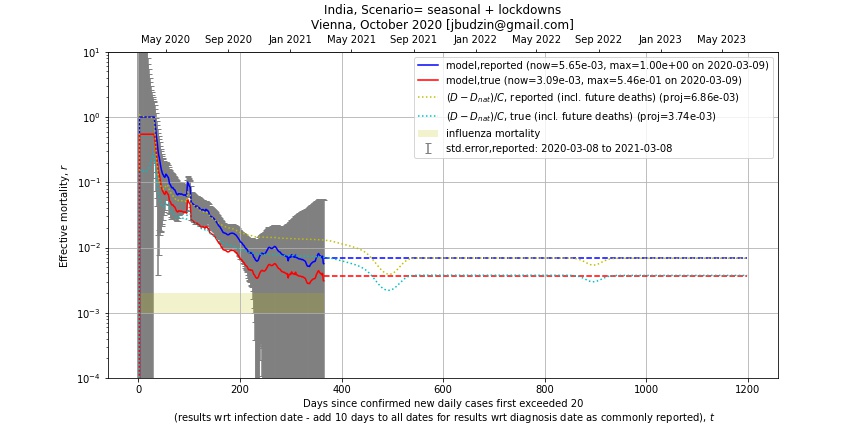 India, Scenario= seasonal + lockdowns
Vienna, October 2020 [jbudzin@gmail.com]
May 2020 Sep 2020 Jan 2021 May 2021 Sep 2021 Jan 2022 May 2022 Sep 2022 Jan 2023 May 2023
model,reported (now=5.65e-03, max=1.00e+00 on 2020-03-09)
model,true (now=3.09e-03, max=5.46e-01 on 2020-03-09)
(D − D_nat)/C, reported (incl. future deaths) (proj=6.86e-03)
(D − D_nat)/C, true (incl. future deaths) (proj=3.74e-03)
influenza mortality
std.error,reported: 2020-03-08 to 2021-03-08
Effective mortality, r
10^1
10^0
10^−1
10^−2
10^−3
10^−4
0 200 400 600 800 1000 1200
Days since confirmed new daily cases first exceeded 20
(results wrt infection date - add 10 days to all dates for results wrt diagnosis date as commonly reported), t